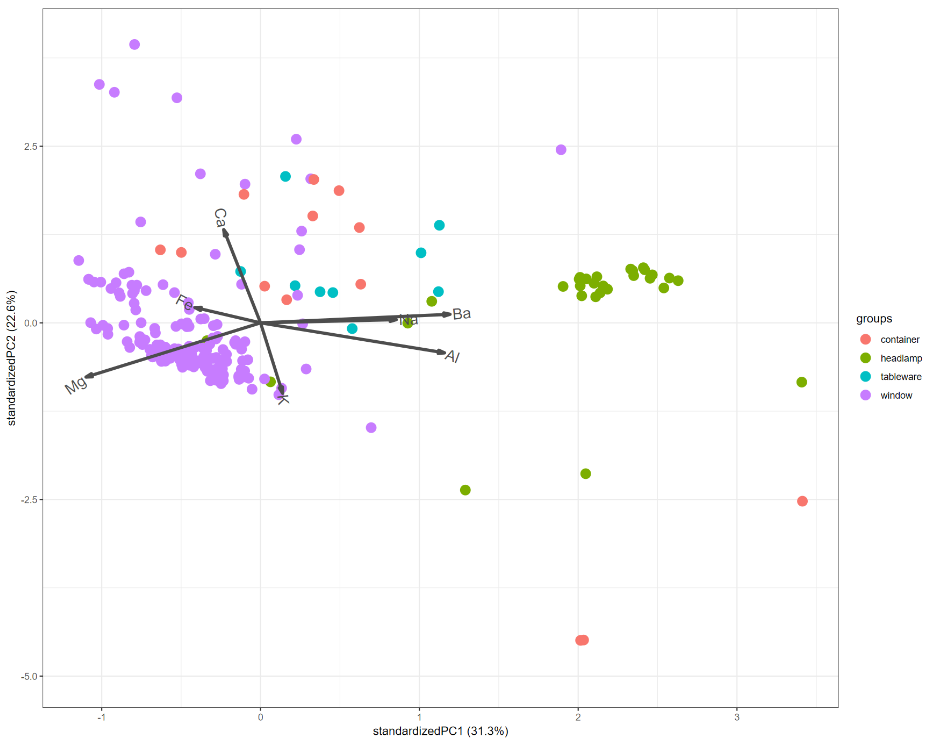 2.5
0.0
-2.5
-5.0
standardizedPC2 (22.6%)
Ca
Fe
Na
Ba
Al
Mg
K
-1
0
1
2
3
standardizedPC1 (31.3%)
groups
container
headlamp
tableware
window